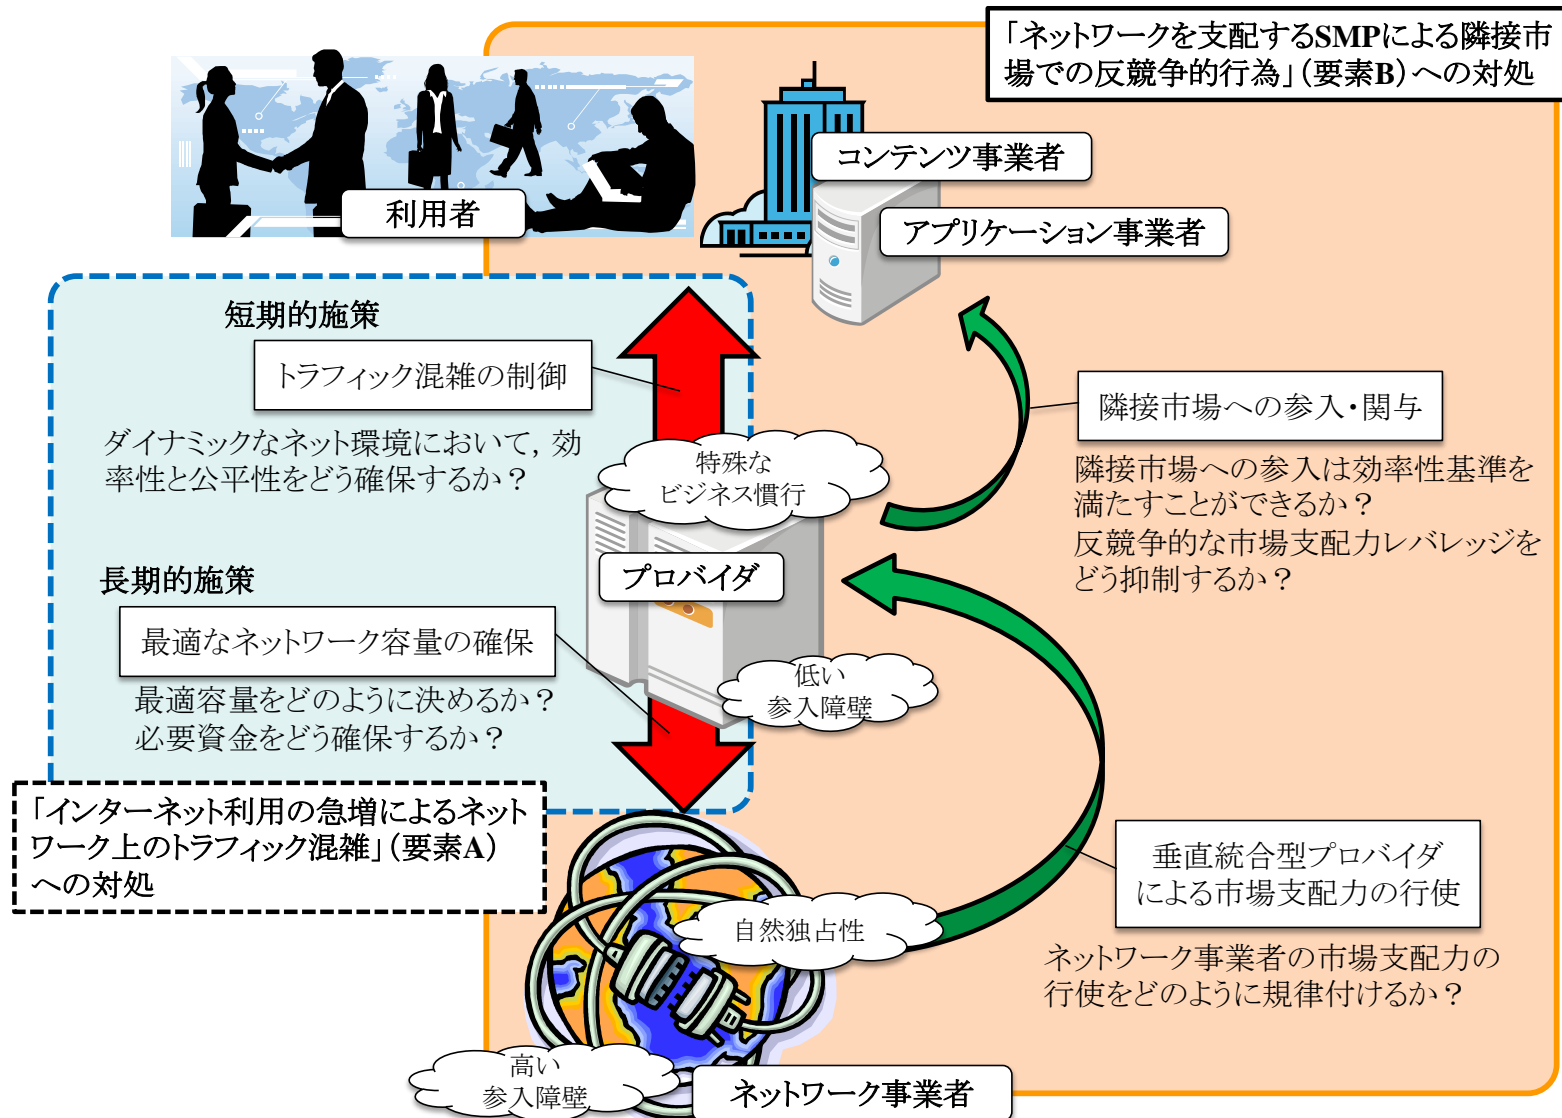 「ネットワークを支配するSMPによる隣接市
場での反競争的行為」（要素B）への対処
コンテンツ事業者
アプリケーション事業者
利用者
短期的施策
トラフィック混雑の制御
ダイナミックなネット環境において，効
率性と公平性をどう確保するか？
特殊な
ビジネス慣行
隣接市場への参入・関与
隣接市場への参入は効率性基準を
満たすことができるか？
反競争的な市場支配力レバレッジを
どう抑制するか？
プロバイダ
長期的施策
最適なネットワーク容量の確保
最適容量をどのように決めるか？
必要資金をどう確保するか？
低い
参入障壁
「インターネット利用の急増によるネット
ワーク上のトラフィック混雑」（要素A）
への対処
垂直統合型プロバイダ
による市場支配力の行使
ネットワーク事業者の市場支配力の
行使をどのように規律付けるか？
自然独占性
高い
参入障壁
ネットワーク事業者